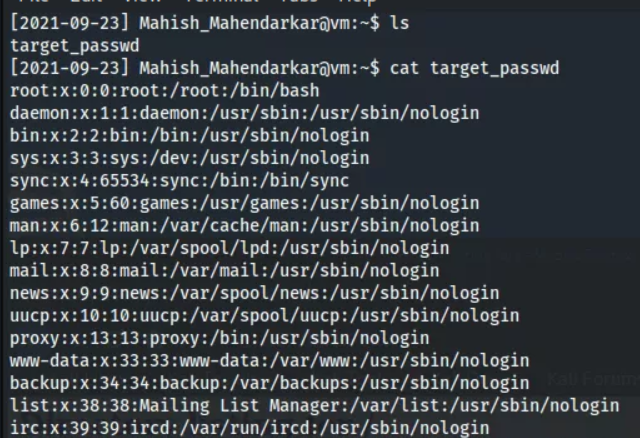 [2021-09-23] Mahish_Mahendarkar@vm:~$ ls
target_passwd
[2021-09-23] Mahish_Mahendarkar@vm:~$ cat target_passwd
root:x:0:0:root:/root:/bin/bash
daemon:x:1:1:daemon:/usr/sbin:/usr/sbin/nologin
bin:x:2:2:bin:/bin:/usr/sbin/nologin
sys:x:3:3:sys:/dev:/usr/sbin/nologin
sync:x:4:65534:sync:/bin:/bin/sync
games:x:5:60:games:/usr/games:/usr/sbin/nologin
man:x:6:12:man:/var/cache/man:/usr/sbin/nologin
lp:x:7:7:lp:/var/spool/lpd:/usr/sbin/nologin
mail:x:8:8:mail:/var/mail:/usr/sbin/nologin
news:x:9:9:news:/var/spool/news:/usr/sbin/nologin
uucp:x:10:10:uucp:/var/spool/uucp:/usr/sbin/nologin
proxy:x:13:13:proxy:/bin:/usr/sbin/nologin
www-data:x:33:33:www-data:/var/www:/usr/sbin/nologin
backup:x:34:34:backup:/var/backups:/usr/sbin/nologin
list:x:38:38:Mailing List Manager:/var/list:/usr/sbin/nologin
irc:x:39:39:ircd:/var/run/ircd:/usr/sbin/nologin